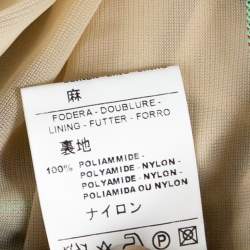 麻
FODERA - DOUBLURE -
LINING - FUTTER - FORRO
裏地
100% POLIAMMIDE -
POLYAMIDE - NYLON -
POLYAMIDE - NYLON -
POLIAMIDA OU NYLON
ナイロン